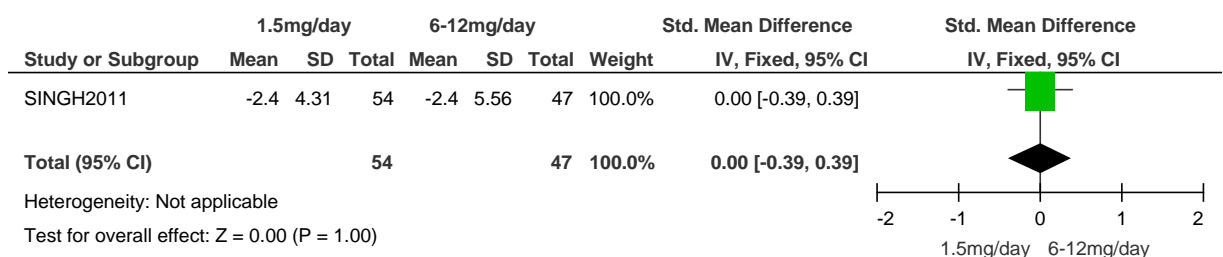 1.5mg/day 6-12mg/day Std. Mean Difference Std. Mean Difference
Study or Subgroup Mean SD Total Mean SD Total Weight IV, Fixed, 95% CI IV, Fixed, 95% CI
SINGH2011 -2.4 4.31 54 -2.4 5.56 47 100.0% 0.00 [-0.39, 0.39]
Total (95% CI) 54 47 100.0% 0.00 [-0.39, 0.39]
Heterogeneity: Not applicable
Test for overall effect: Z = 0.00 (P = 1.00)
-2 -1 0 1 2
1.5mg/day 6-12mg/day